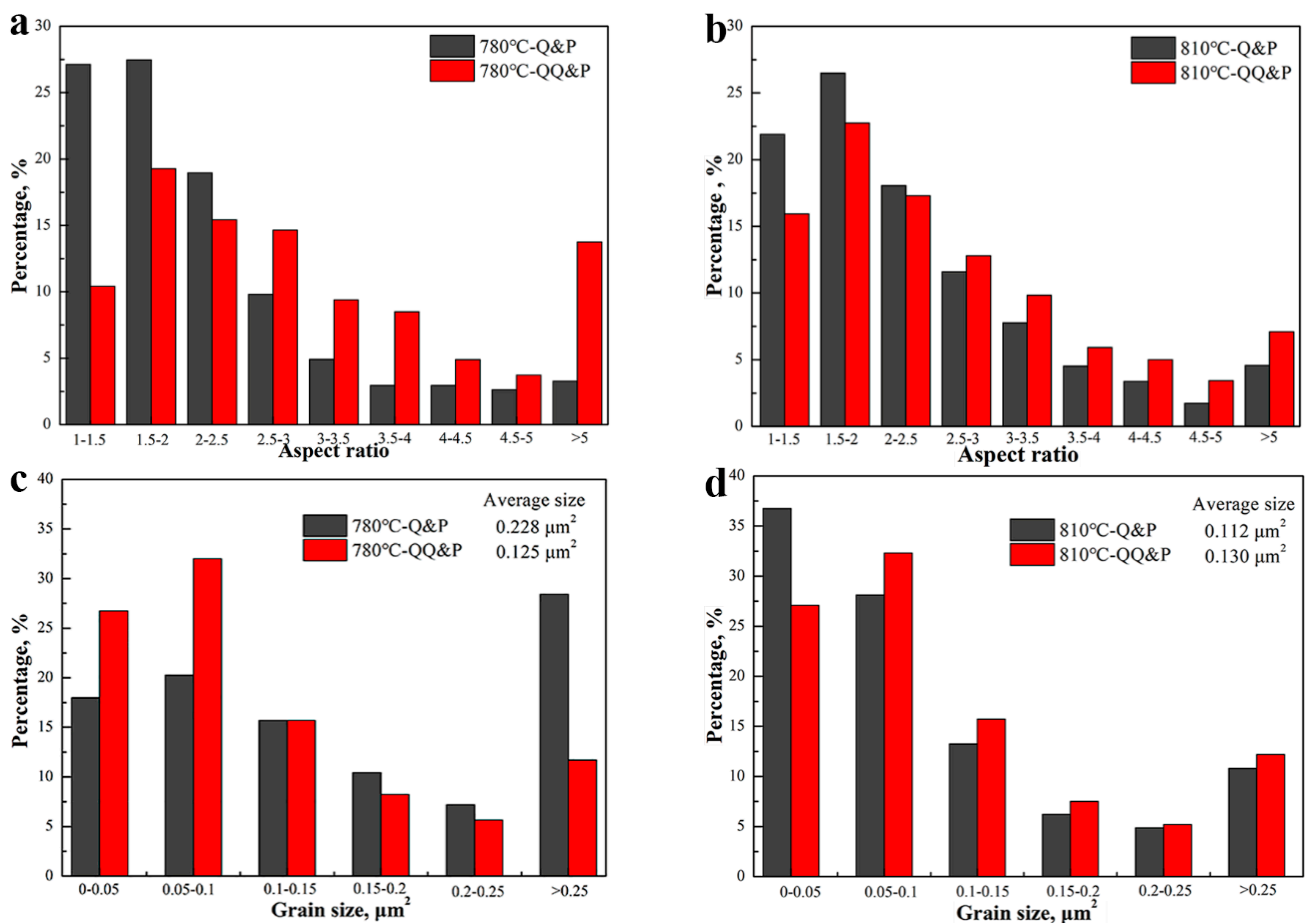 a
30
25
20
15
10
5
0
Percentage, %
780°C-Q&P
780°C-QQ&P
1-1.5 1.5-2 2-2.5 2.5-3 3-3.5 3.5-4 4-4.5 4.5-5 >5
Aspect ratio
b
30
25
20
15
10
5
0
Percentage , %
810°C-Q&P
810°C-QQ&P
1-1.5 1.5-2 2-2.5 2.5-3 3-3.5 3.5-4 4-4.5 4.5-5 >5
Aspect ratio
c
40
35
30
25
20
15
10
5
0
Percentage, %
Average size
780°C-Q&P 0.228 μm²
780°C-QQ&P 0.125 μm²
0-0.05 0.05-0.1 0.1-0.15 0.15-0.2 0.2-0.25 >0.25
Grain size, μm²
d
40
35
30
25
20
15
10
5
0
Percentage, %
Average size
810°C-Q&P 0.112 μm²
810°C-QQ&P 0.130 μm²
0-0.05 0.05-0.1 0.1-0.15 0.15-0.2 0.2-0.25 >0.25
Grain size, μm²